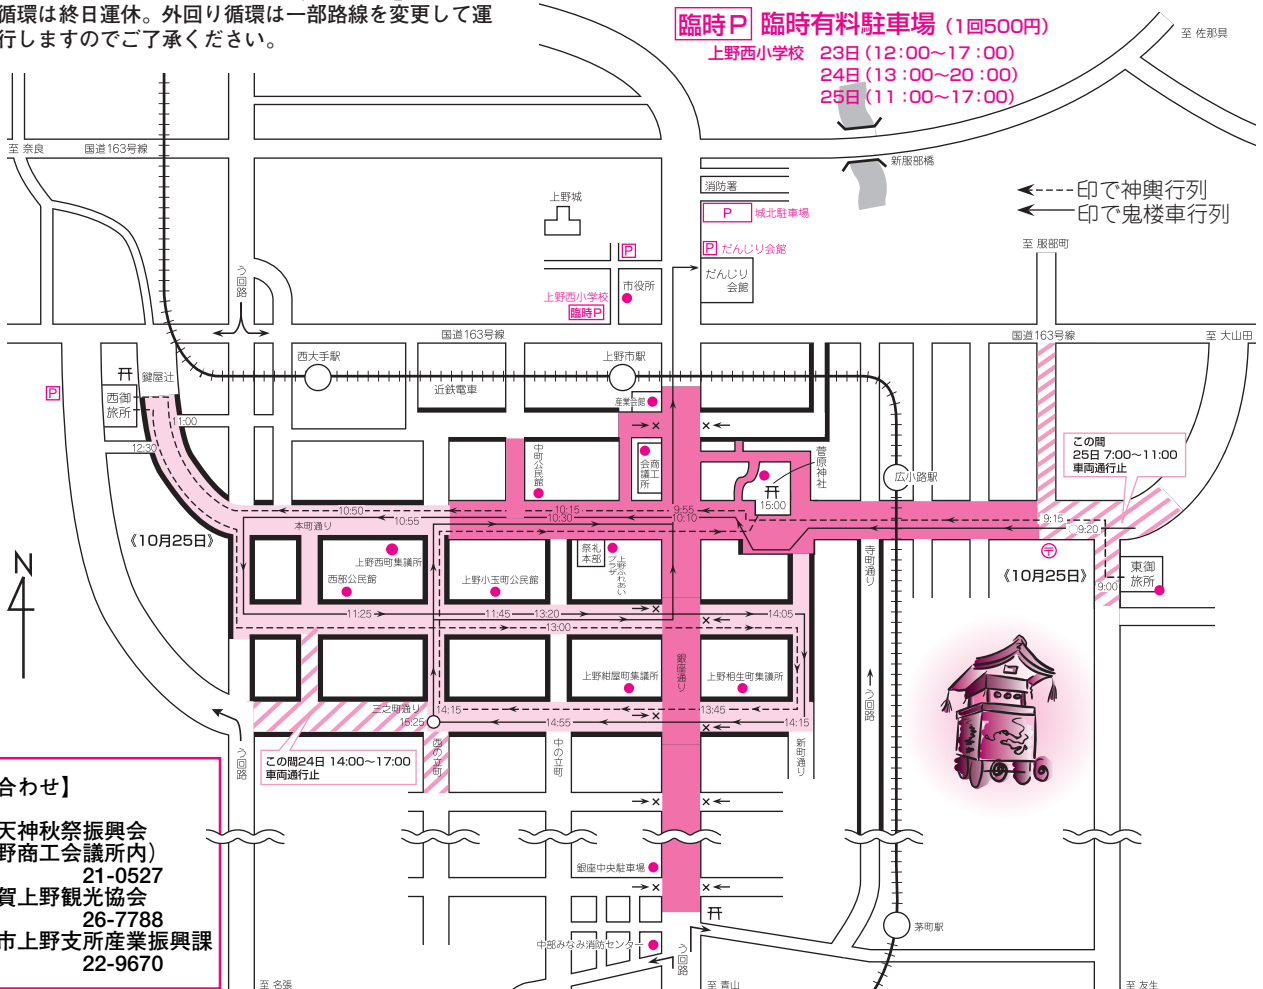 循環は終日運休。外回り循環は一部路線を変更して運
行しますのでご了承ください。
臨時P 臨時有料駐車場（1回500円）
上野西小学校 23日（12：00～17：00）
24日（13：00～20：00）
25日（11：00～17：00）
至 佐那具
至 奈良
国道163号線
新服部橋
消防署
P 城北駐車場
印で神輿行列
印で鬼楼車行列
上野城
P
P だんじり会館
だんじり
会館
至 服部町
う回路
市役所
上野西小学校
臨時P
国道163号線
国道163号線
至 大山田
西大手駅
上野市駅
近鉄電車
鍵屋辻
西御
旅所
P
産業会館
11:00
12:30
中町公民館
商工
会議所
菅原神社
15:00
広小路駅
この間
25日 7:00～11:00
車両通行止
10:50
10:55
10:15
10:30
9:55
10:10
9:15
9:20
本町通り
《10月25日》
上野西町集議所
西部公民館
上野小玉町公民館
祭礼
本部
上野ふれあい
プラザ
寺町通り
〒
《10月25日》
東御
旅所
9:00
N
11:25
11:45
13:20
14:05
13:00
銀座通り
上野紺屋町集議所
上野相生町集議所
う回路
三之町通り
15:25
14:15
14:55
13:45
14:15
う回路
西の立町
中の立町
新町通り
この間24日 14:00～17:00
車両通行止
合わせ】
天神秋祭振興会
野商工会議所内）
21-0527
賀上野観光協会
26-7788
市上野支所産業振興課
22-9670
銀座中央駐車場
中部みなみ消防センター
う回路
茅町駅
至 名張
至 青山
至 友生